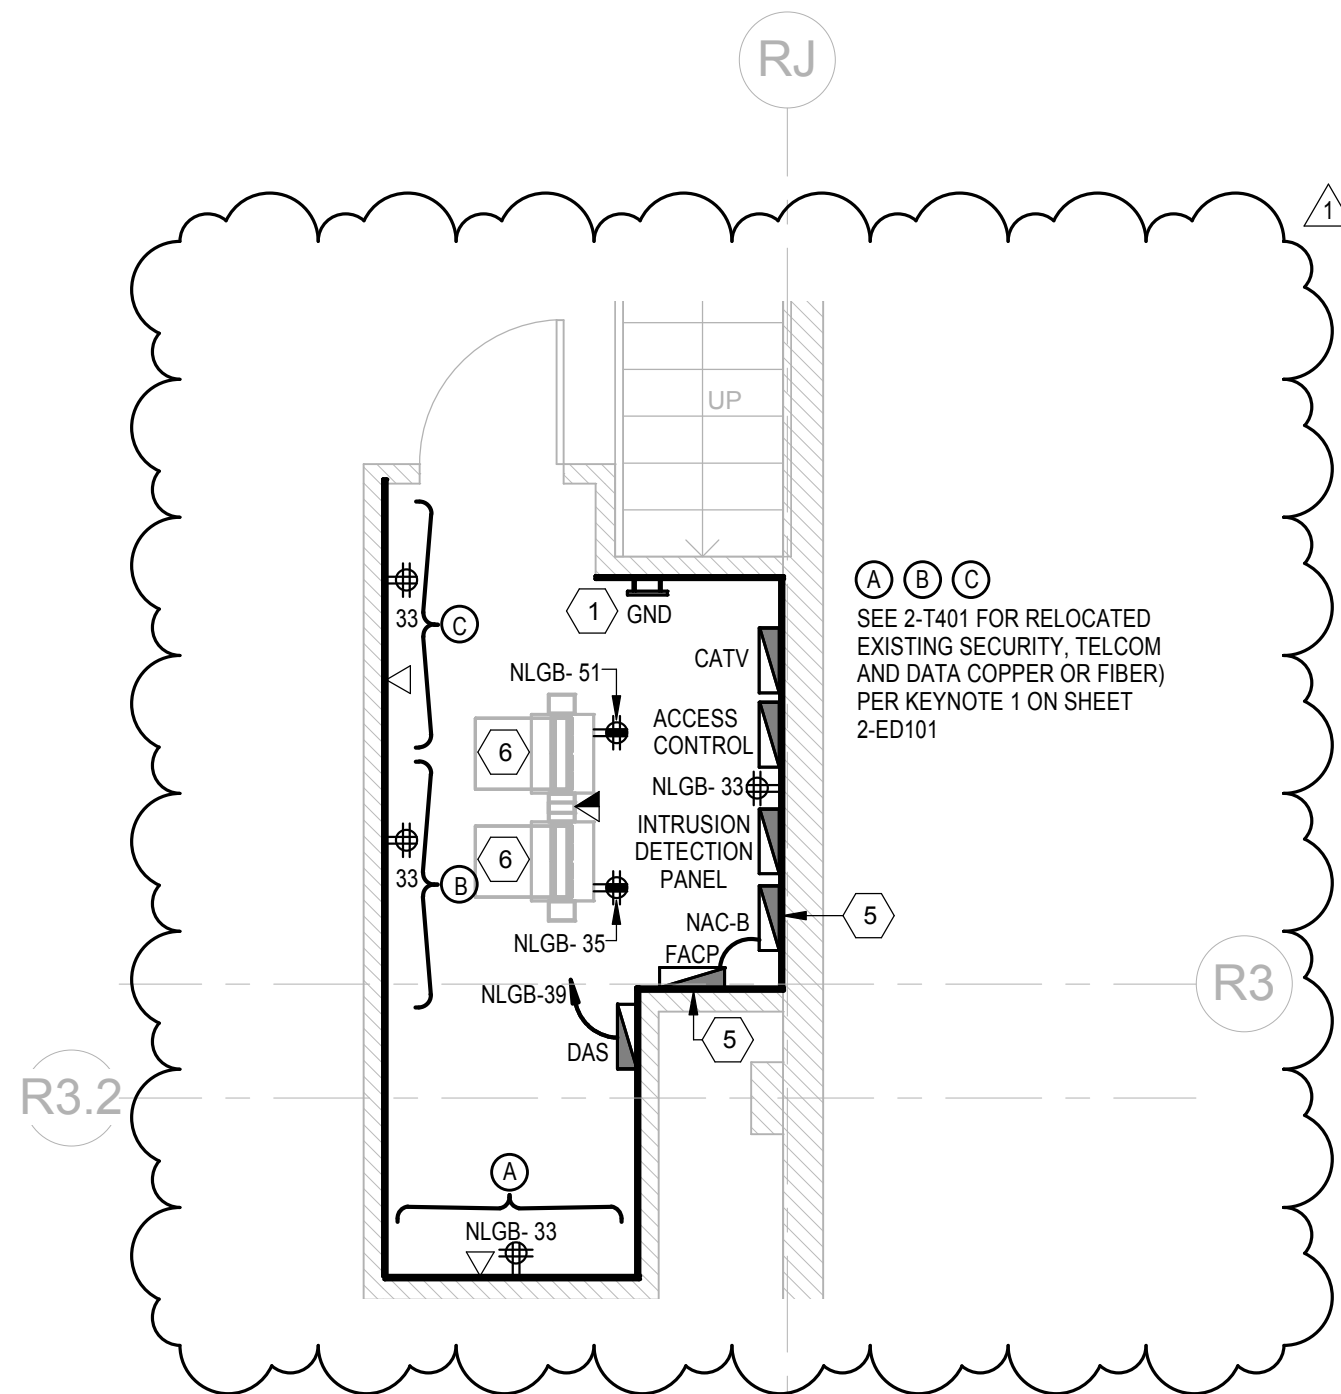 RJ
1
UP
A B C
SEE 2-T401 FOR RELOCATED
EXISTING SECURITY, TELCOM
AND DATA COPPER OR FIBER)
PER KEYNOTE 1 ON SHEET
2-ED101
33
C
1
GND
CATV
NLGB- 51
ACCESS
CONTROL
6
NLGB- 33
INTRUSION
DETECTION
PANEL
6
33
B
NAC-B
5
NLGB- 35
FACP
NLGB-39
R3
5
DAS
R3.2
A
NLGB- 33